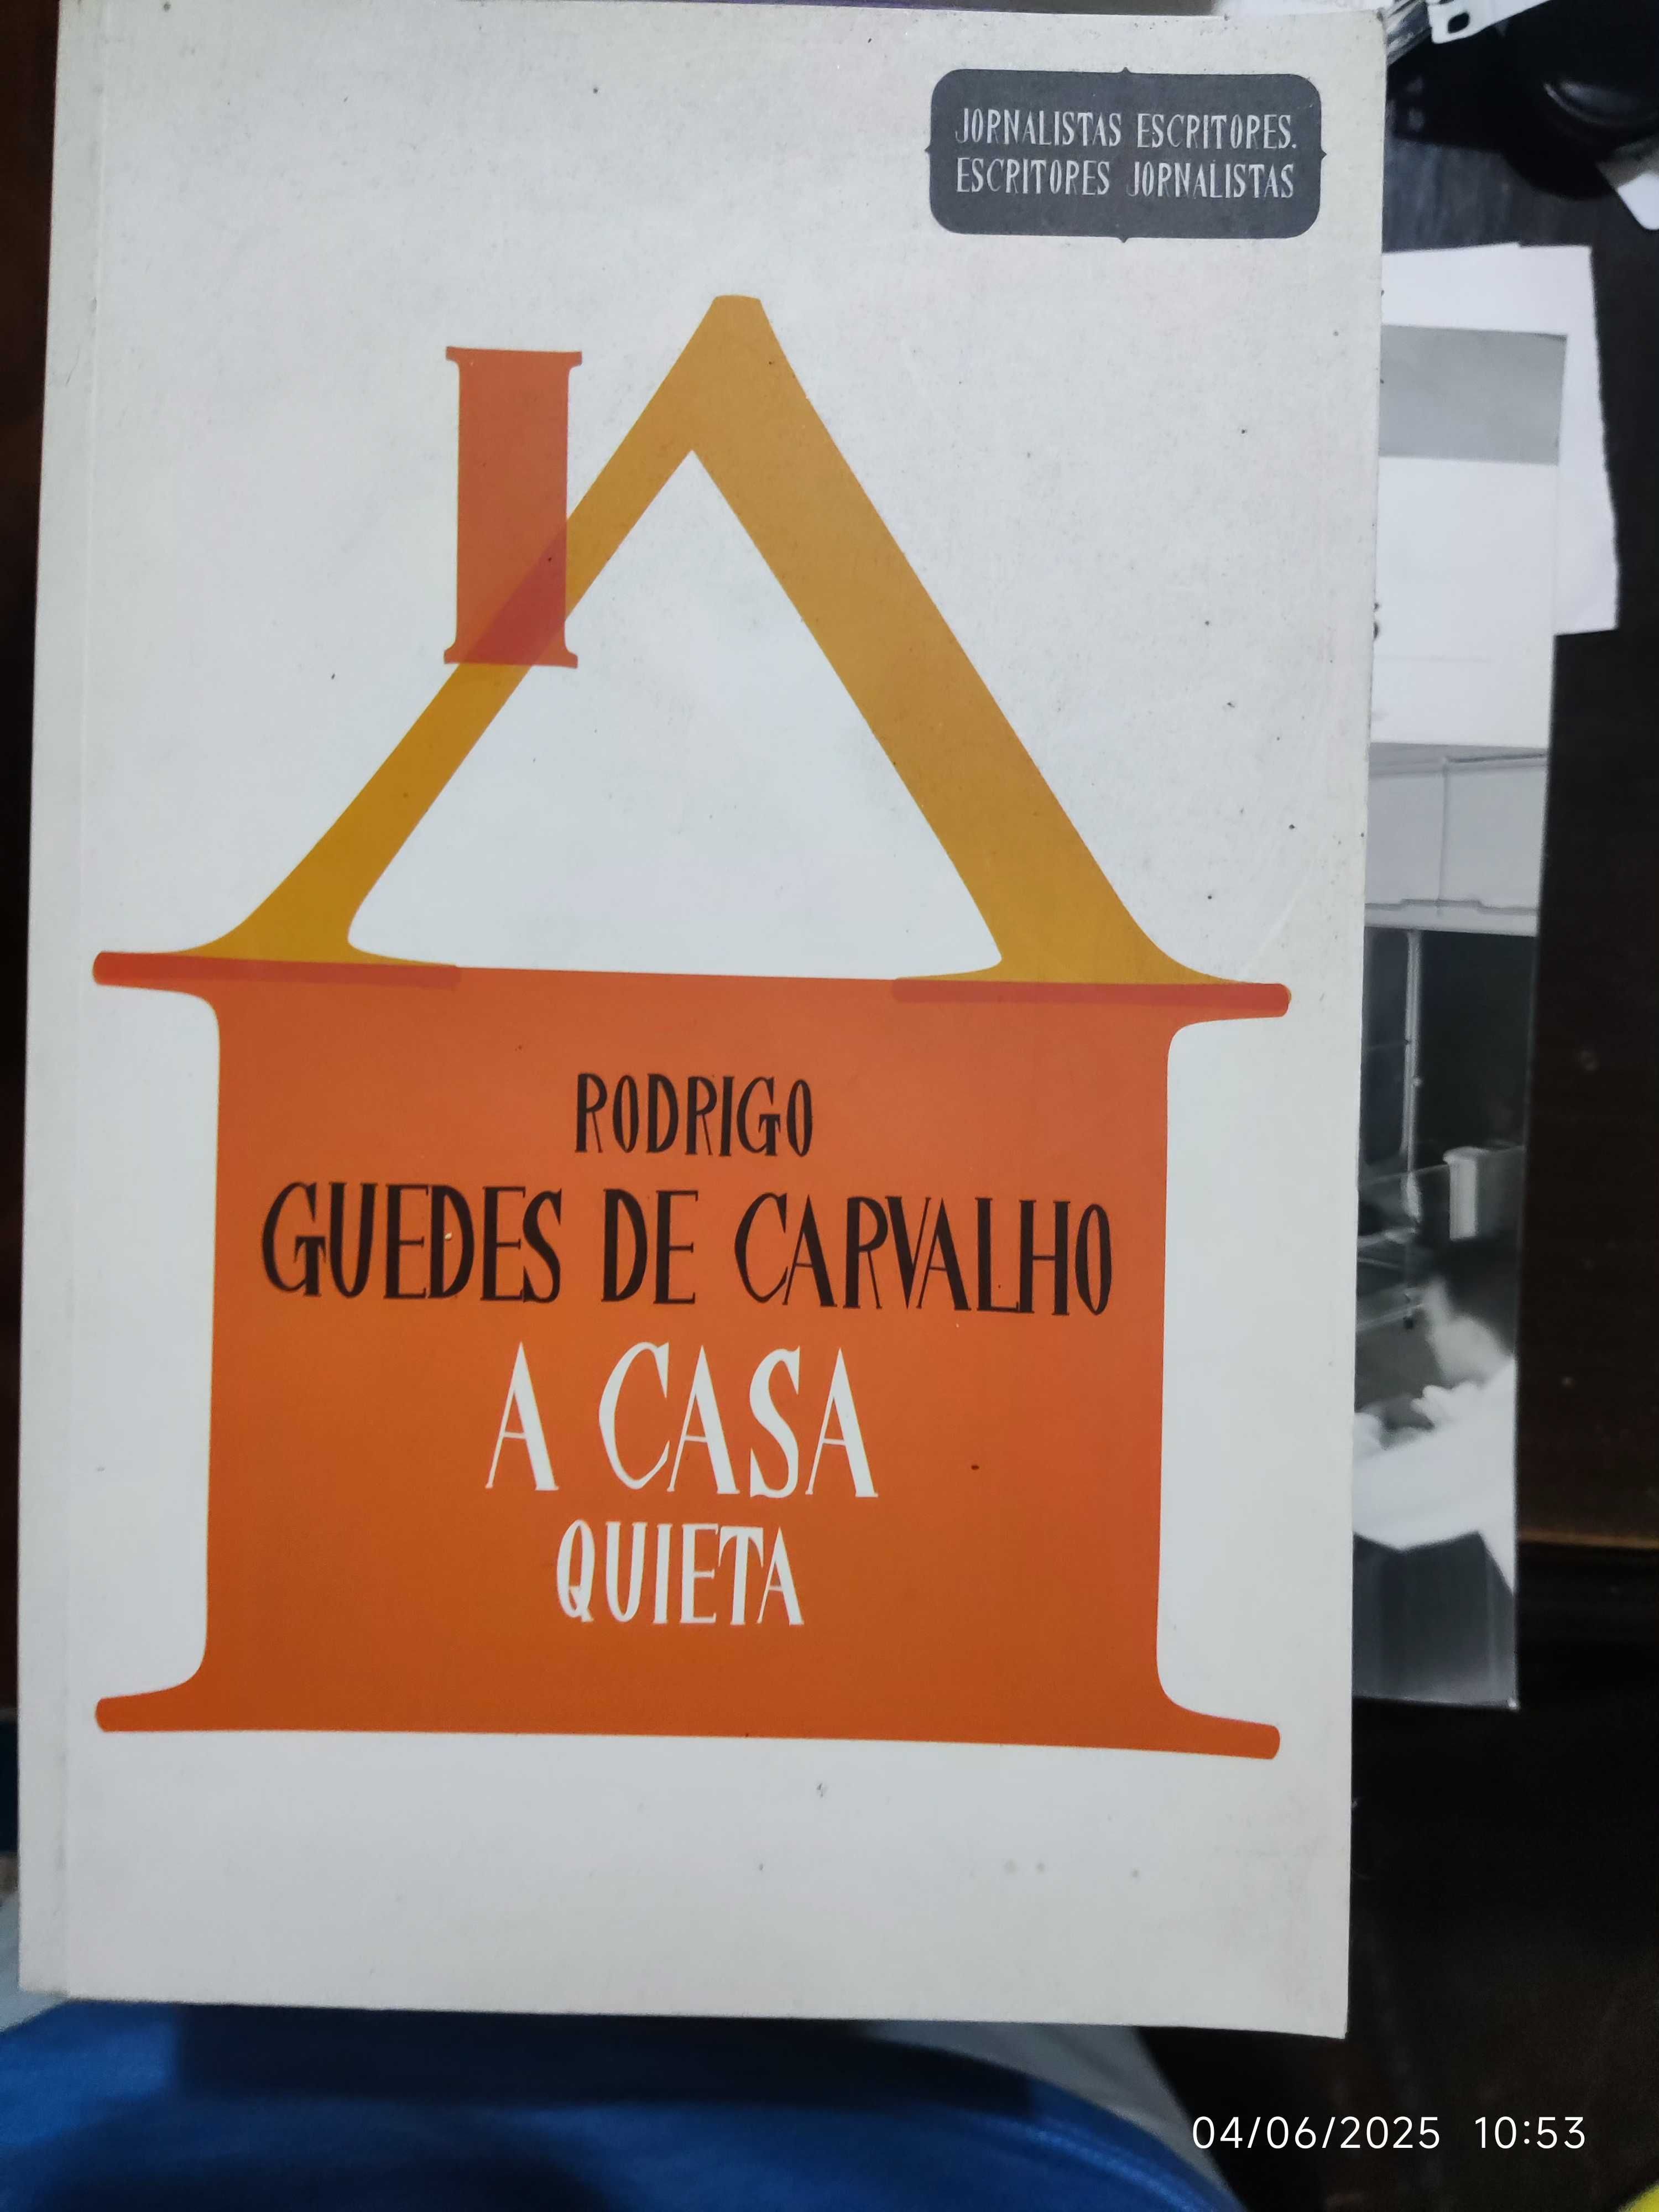 JORNALISTAS ESCRITORES.
ESCRITORES JORNALISTAS
RODRIGO
GUEDES DE CARVALHO
A CASA
QUIETA
04/06/2025 10:53